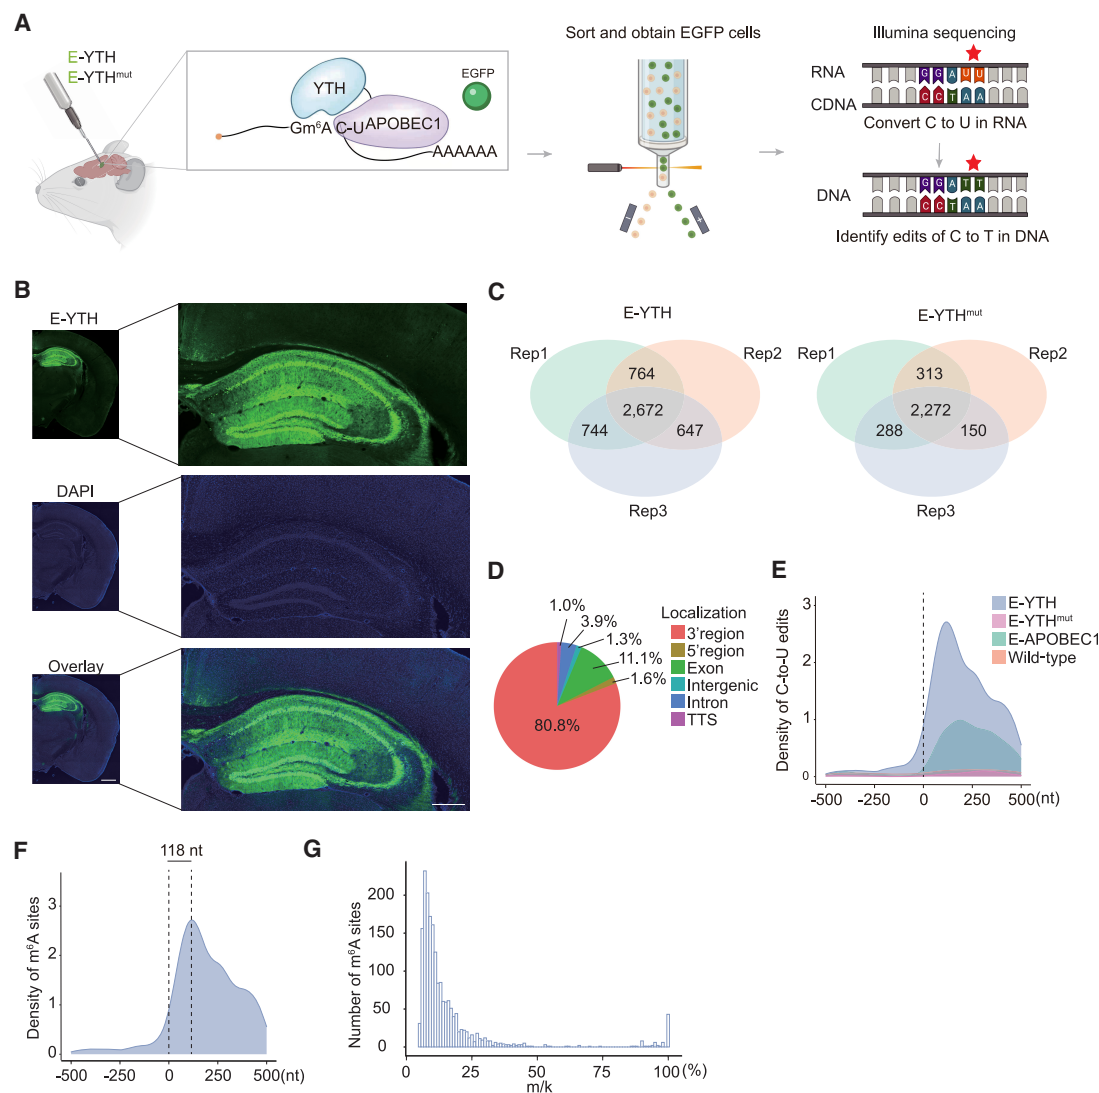 A
E-YTH
E-YTHmut
YTH
EGFP
Gm6A C-U APOBEC1
AAAAAA
Sort and obtain EGFP cells
- +
Illumina sequencing
RNA
G G A U U
CDNA
C C T A A
Convert C to U in RNA
DNA
G G A T T
C C T A A
Identify edits of C to T in DNA
B
E-YTH
DAPI
Overlay
C
E-YTH
Rep1
Rep2
764
2,672
744
647
Rep3
E-YTHmut
Rep1
Rep2
313
2,272
288
150
Rep3
D
1.0%
3.9%
1.3%
11.1%
1.6%
80.8%
Localization
3'region
5'region
Exon
Intergenic
Intron
TTS
E
Density of C-to-U edits
3
2
1
0
-500 -250 0 250 500(nt)
E-YTH
E-YTHmut
E-APOBEC1
Wild-type
F
118 nt
Density of m6A sites
3
2
1
0
-500 -250 0 250 500(nt)
G
Number of m6A sites
200
150
100
50
0
0 25 50 75 100(%)
m/k